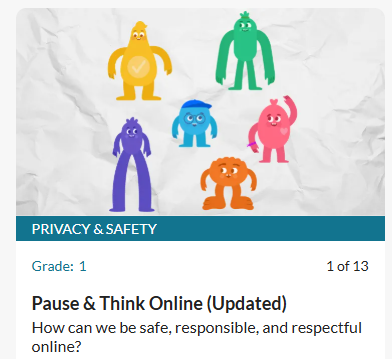 PRIVACY & SAFETY
Grade: 1
1 of 13
Pause & Think Online (Updated)
How can we be safe, responsible, and respectful
online?